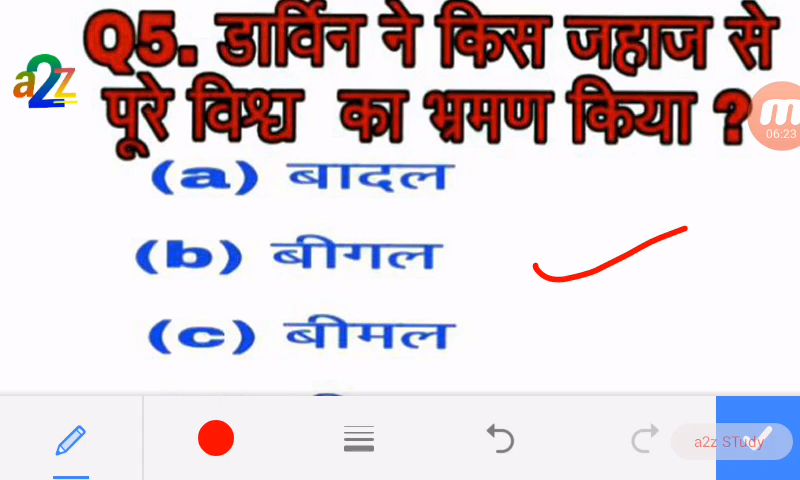 Q5. डार्विन ने किस जहाज से
पूरे विश्व का भ्रमण किया ?
a2z
(a) बादल
(b) बीगल
(c) बीमल
06:23
a2z STudy